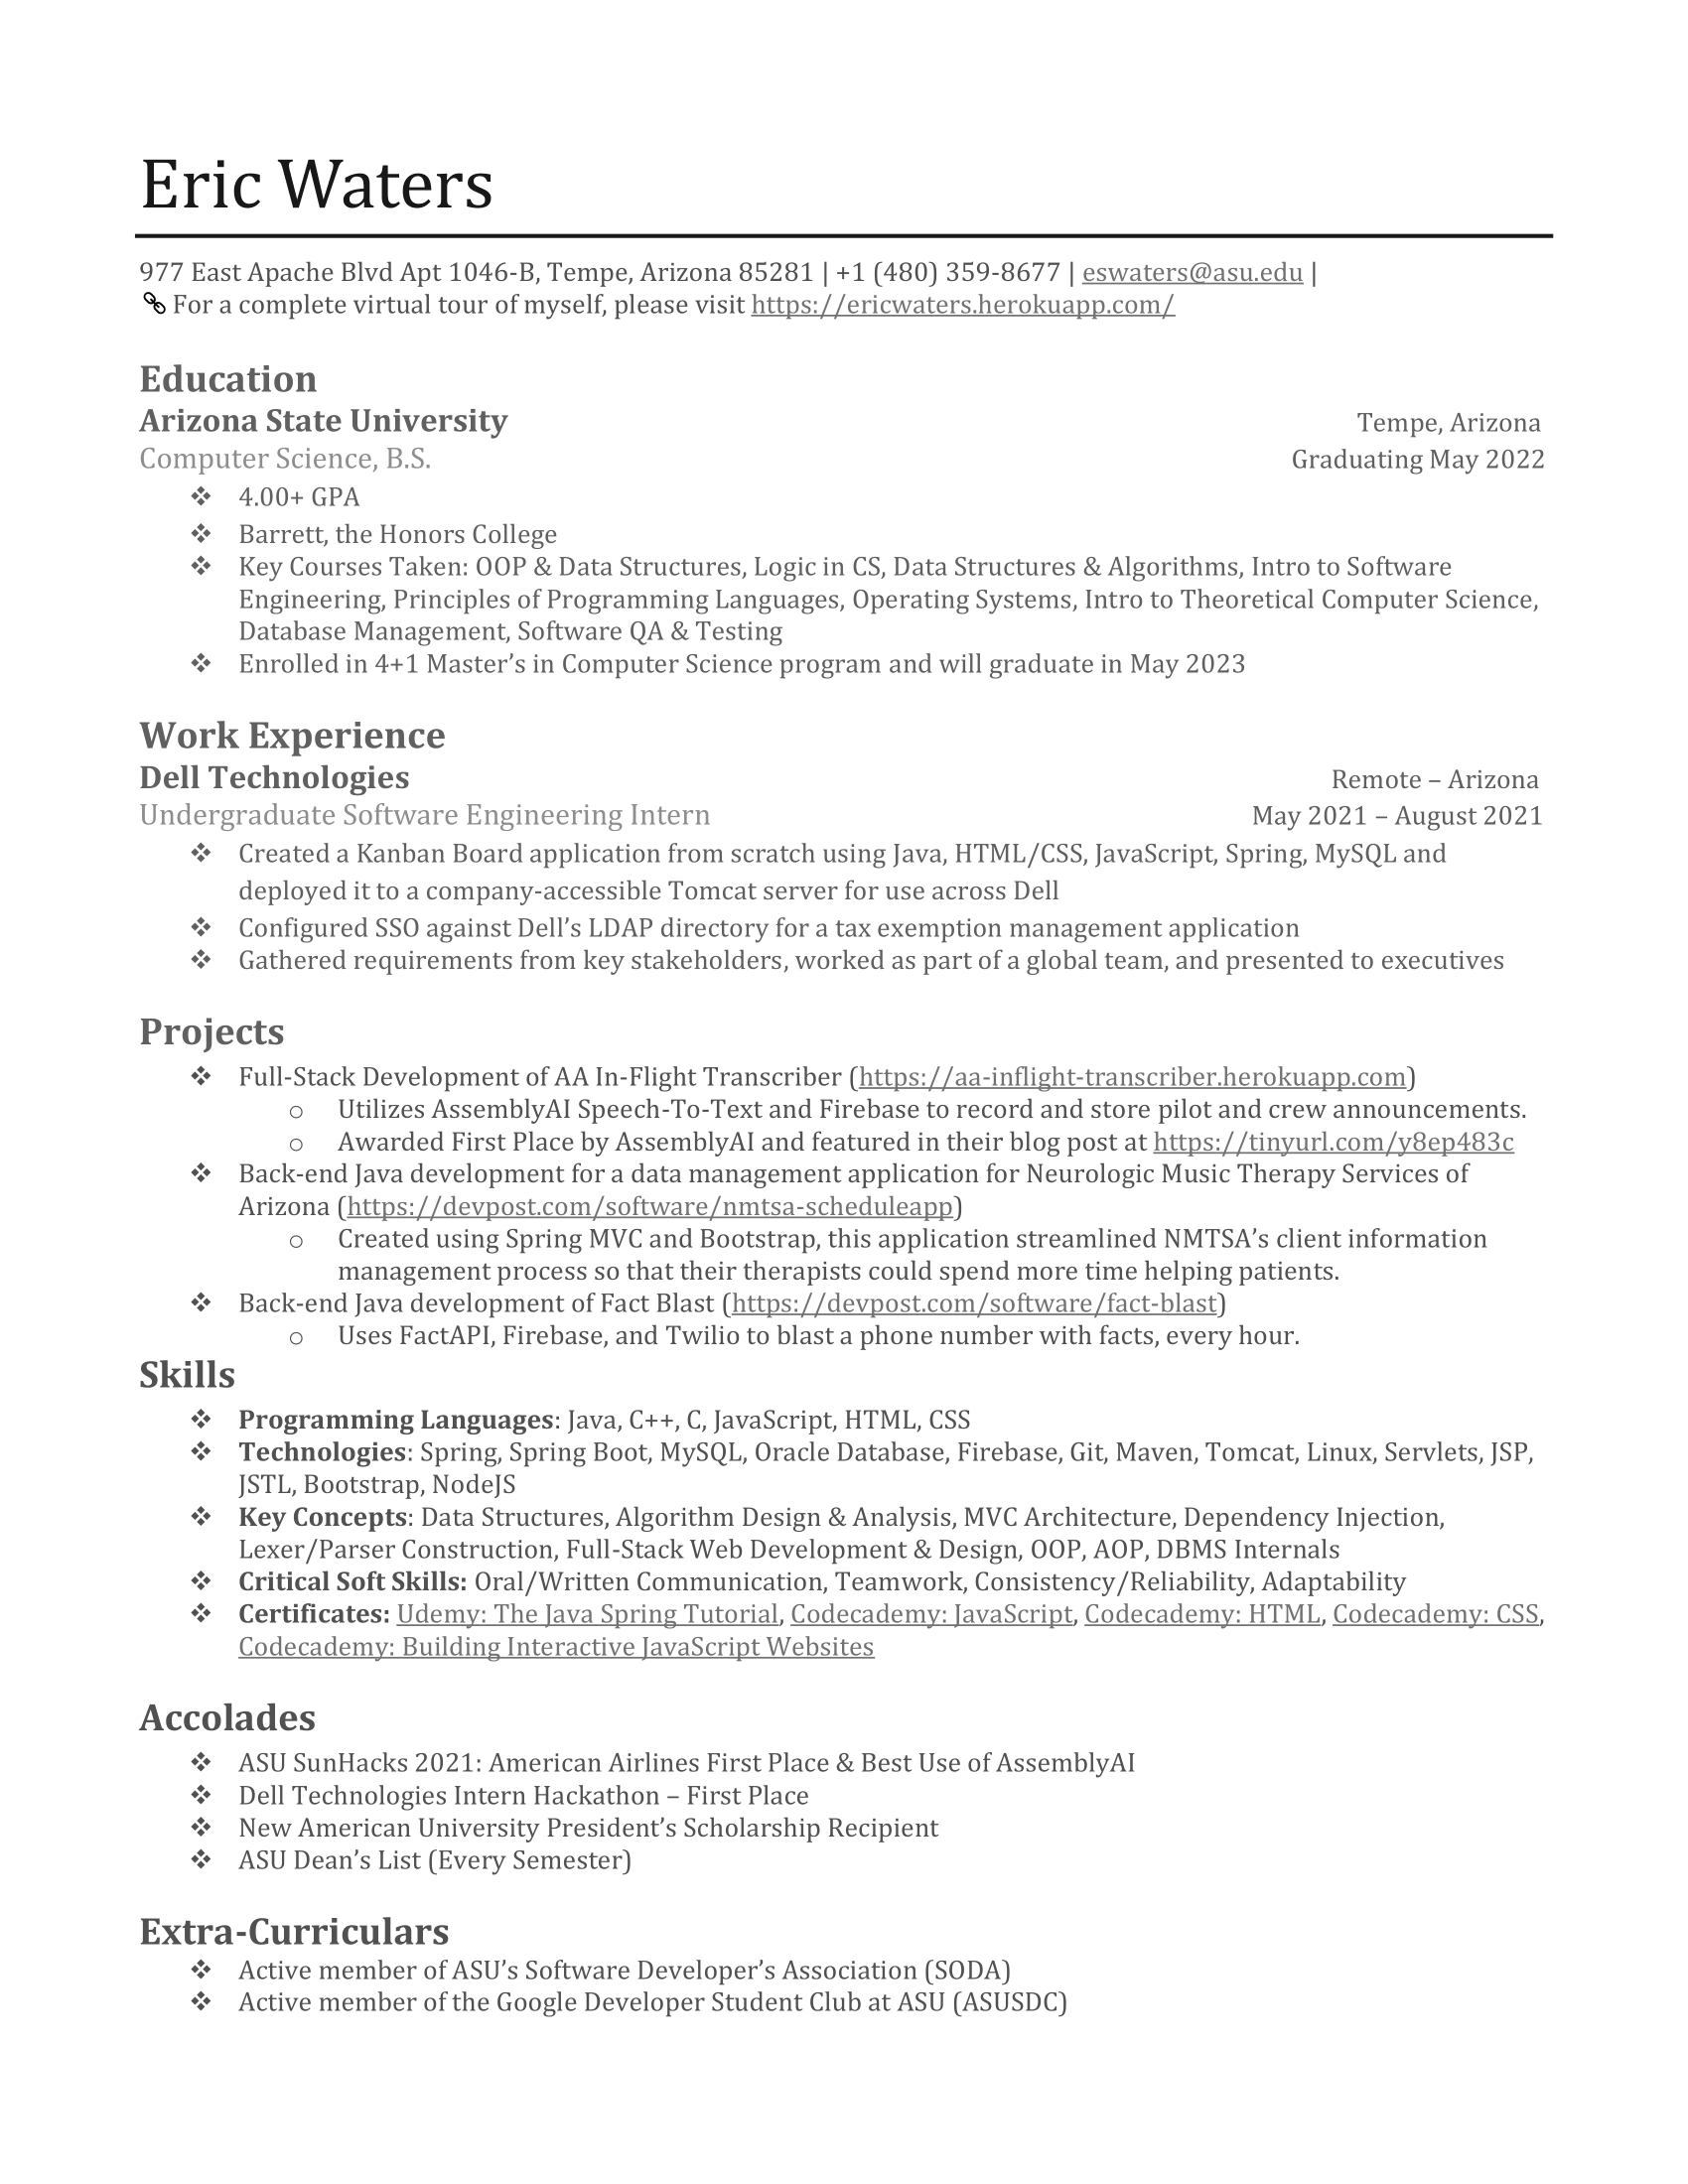 Eric Waters
977 East Apache Blvd Apt 1046-B, Tempe, Arizona 85281 | +1 (480) 359-8677 | eswaters@asu.edu |
For a complete virtual tour of myself, please visit https://ericwaters.herokuapp.com/
Education
Arizona State University Tempe, Arizona
Computer Science, B.S. Graduating May 2022
❖ 4.00+ GPA
❖ Barrett, the Honors College
❖ Key Courses Taken: OOP & Data Structures, Logic in CS, Data Structures & Algorithms, Intro to Software
Engineering, Principles of Programming Languages, Operating Systems, Intro to Theoretical Computer Science,
Database Management, Software QA & Testing
❖ Enrolled in 4+1 Master’s in Computer Science program and will graduate in May 2023
Work Experience
Dell Technologies Remote – Arizona
Undergraduate Software Engineering Intern May 2021 – August 2021
❖ Created a Kanban Board application from scratch using Java, HTML/CSS, JavaScript, Spring, MySQL and
deployed it to a company-accessible Tomcat server for use across Dell
❖ Configured SSO against Dell’s LDAP directory for a tax exemption management application
❖ Gathered requirements from key stakeholders, worked as part of a global team, and presented to executives
Projects
❖ Full-Stack Development of AA In-Flight Transcriber (https://aa-inflight-transcriber.herokuapp.com)
o Utilizes AssemblyAI Speech-To-Text and Firebase to record and store pilot and crew announcements.
o Awarded First Place by AssemblyAI and featured in their blog post at https://tinyurl.com/y8ep483c
❖ Back-end Java development for a data management application for Neurologic Music Therapy Services of
Arizona (https://devpost.com/software/nmtsa-scheduleapp)
o Created using Spring MVC and Bootstrap, this application streamlined NMTSA’s client information
management process so that their therapists could spend more time helping patients.
❖ Back-end Java development of Fact Blast (https://devpost.com/software/fact-blast)
o Uses FactAPI, Firebase, and Twilio to blast a phone number with facts, every hour.
Skills
❖ Programming Languages: Java, C++, C, JavaScript, HTML, CSS
❖ Technologies: Spring, Spring Boot, MySQL, Oracle Database, Firebase, Git, Maven, Tomcat, Linux, Servlets, JSP,
JSTL, Bootstrap, NodeJS
❖ Key Concepts: Data Structures, Algorithm Design & Analysis, MVC Architecture, Dependency Injection,
Lexer/Parser Construction, Full-Stack Web Development & Design, OOP, AOP, DBMS Internals
❖ Critical Soft Skills: Oral/Written Communication, Teamwork, Consistency/Reliability, Adaptability
❖ Certificates: Udemy: The Java Spring Tutorial, Codecademy: JavaScript, Codecademy: HTML, Codecademy: CSS,
Codecademy: Building Interactive JavaScript Websites
Accolades
❖ ASU SunHacks 2021: American Airlines First Place & Best Use of AssemblyAI
❖ Dell Technologies Intern Hackathon – First Place
❖ New American University President’s Scholarship Recipient
❖ ASU Dean’s List (Every Semester)
Extra-Curriculars
❖ Active member of ASU’s Software Developer’s Association (SODA)
❖ Active member of the Google Developer Student Club at ASU (ASUSDC)